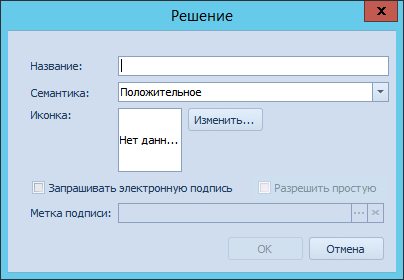 Решение
Название:
Семантика: Положительное
Иконка: Нет данн... Изменить...
Запрашивать электронную подпись Разрешить простую
Метка подписи:
OK Отмена